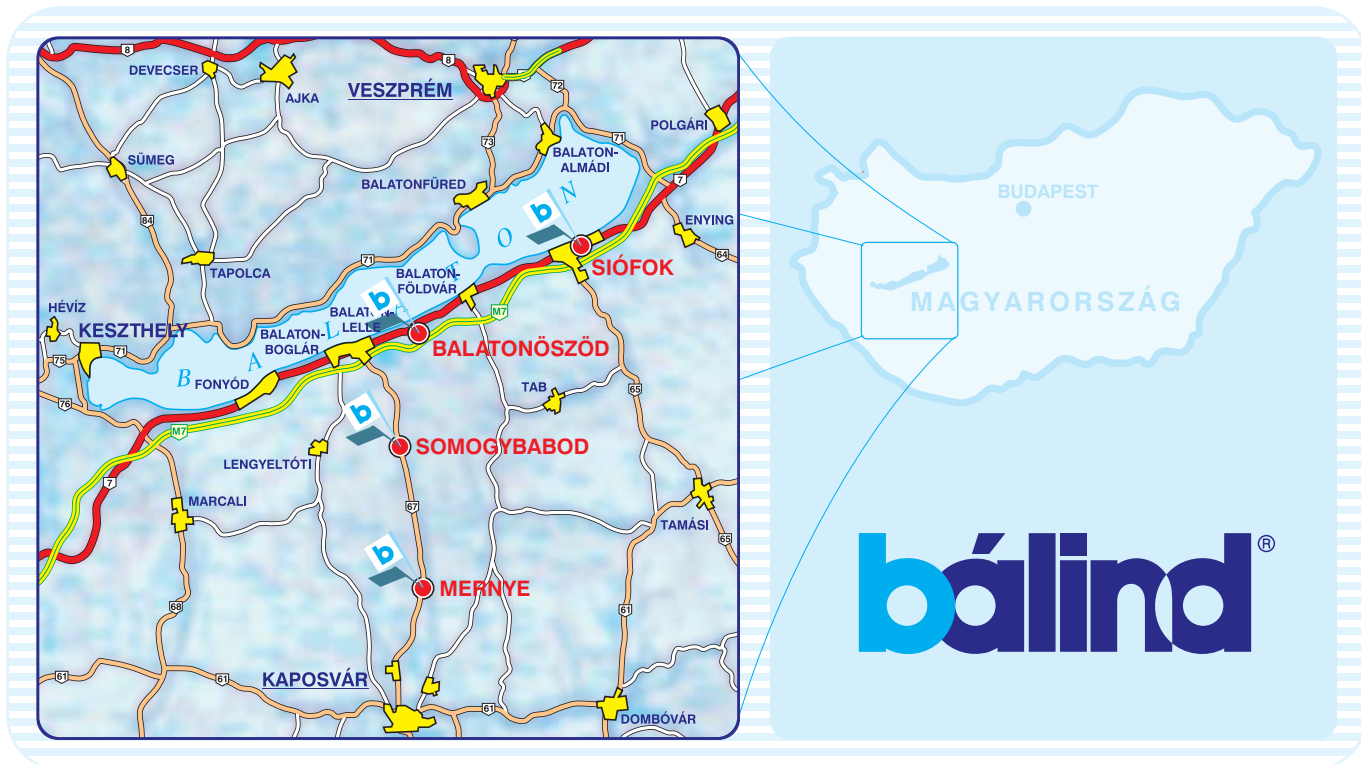 8
8
DEVECSER
AJKA
VESZPRÉM
72
POLGÁRI
71
73
SÜMEG
BALATON-
ALMÁDI
BALATONFÜRED
7
84
b
ENYING
64
TAPOLCA
71
BALATON-
FÖLDVÁR
SIÓFOK
B A L A T O N
HÉVÍZ
KESZTHELY
71
75
76
BALATON-
BOGLÁR
b
M7
BALATONÖSZÖD
FONYÓD
TAB
65
M7
b
SOMOGYBABOD
LENGYELTÓTI
7
MARCALI
67
TAMÁSI
65
b
MERNYE
68
61
61
61
KAPOSVÁR
61
DOMBÓVÁR
BUDAPEST
MAGYARORSZÁG
bálind®